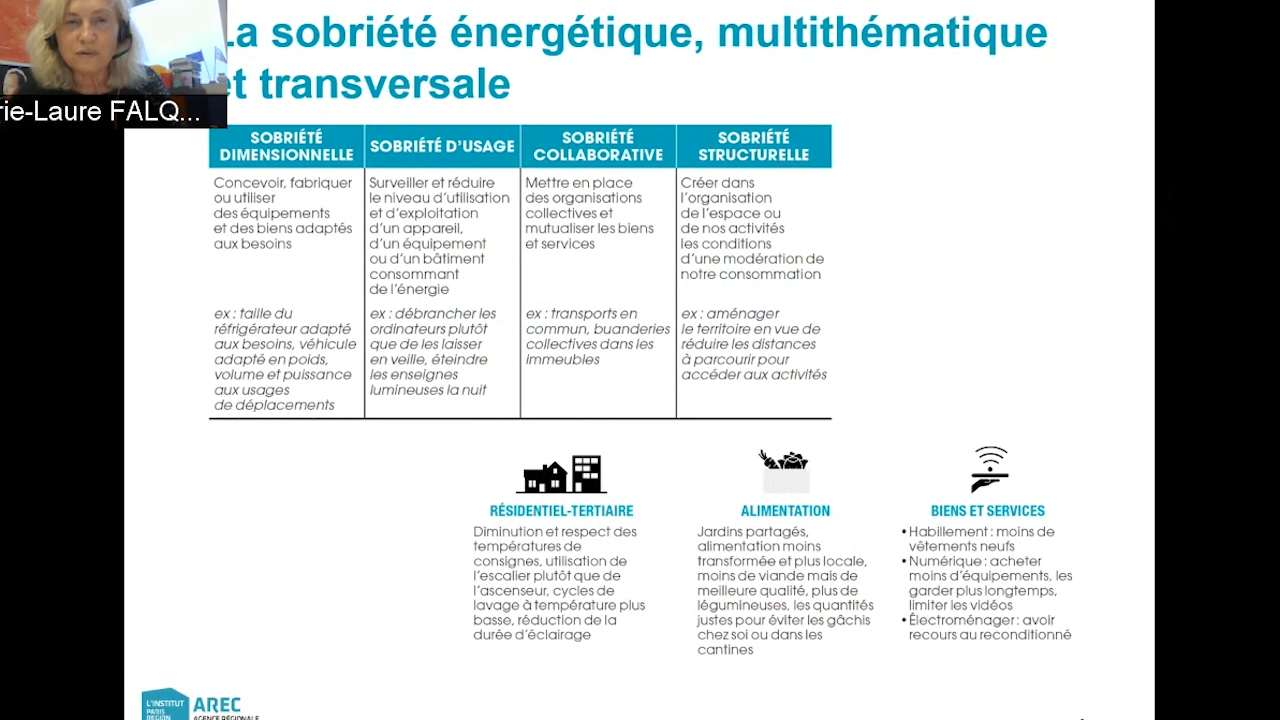 La sobriété énergétique, multithématique
et transversale
rie-Laure FALQ...
SOBRIÉTÉ
DIMENSIONNELLE
Concevoir, fabriquer
ou utiliser
des équipements
et des biens adaptés
aux besoins
ex : taille du
réfrigérateur adapté
aux besoins, véhicule
adapté en poids,
volume et puissance
aux usages
de déplacements
SOBRIÉTÉ D'USAGE
Surveiller et réduire
le niveau d'utilisation
et d'exploitation
d'un appareil,
d'un équipement
ou d'un bâtiment
consommant
de l'énergie
ex : débrancher les
ordinateurs plutôt
que de les laisser
en veille, éteindre
les enseignes
lumineuses la nuit
SOBRIÉTÉ
COLLABORATIVE
Mettre en place
des organisations
collectives et
mutualiser les biens
et services
ex : transports en
commun, buanderies
collectives dans les
immeubles
SOBRIÉTÉ
STRUCTURELLE
Créer dans
l'organisation
de l'espace ou
de nos activités
les conditions
d'une modération de
notre consommation
ex : aménager
le territoire en vue de
réduire les distances
à parcourir pour
accéder aux activités
RÉSIDENTIEL-TERTIAIRE
Diminution et respect des
températures de
consignes, utilisation de
l'escalier plutôt que de
l'ascenseur, cycles de
lavage à température plus
basse, réduction de la
durée d'éclairage
ALIMENTATION
Jardins partagés,
alimentation moins
transformée et plus locale,
moins de viande mais de
meilleure qualité, plus de
légumineuses, les quantités
justes pour éviter les gâchis
chez soi ou dans les
cantines
BIENS ET SERVICES
• Habillement : moins de
vêtements neufs
• Numérique : acheter
moins d'équipements, les
garder plus longtemps,
limiter les vidéos
• Électroménager : avoir
recours au reconditionné
L'INSTITUT
PARIS
REGION
AREC
AGENCE RÉGIONALE